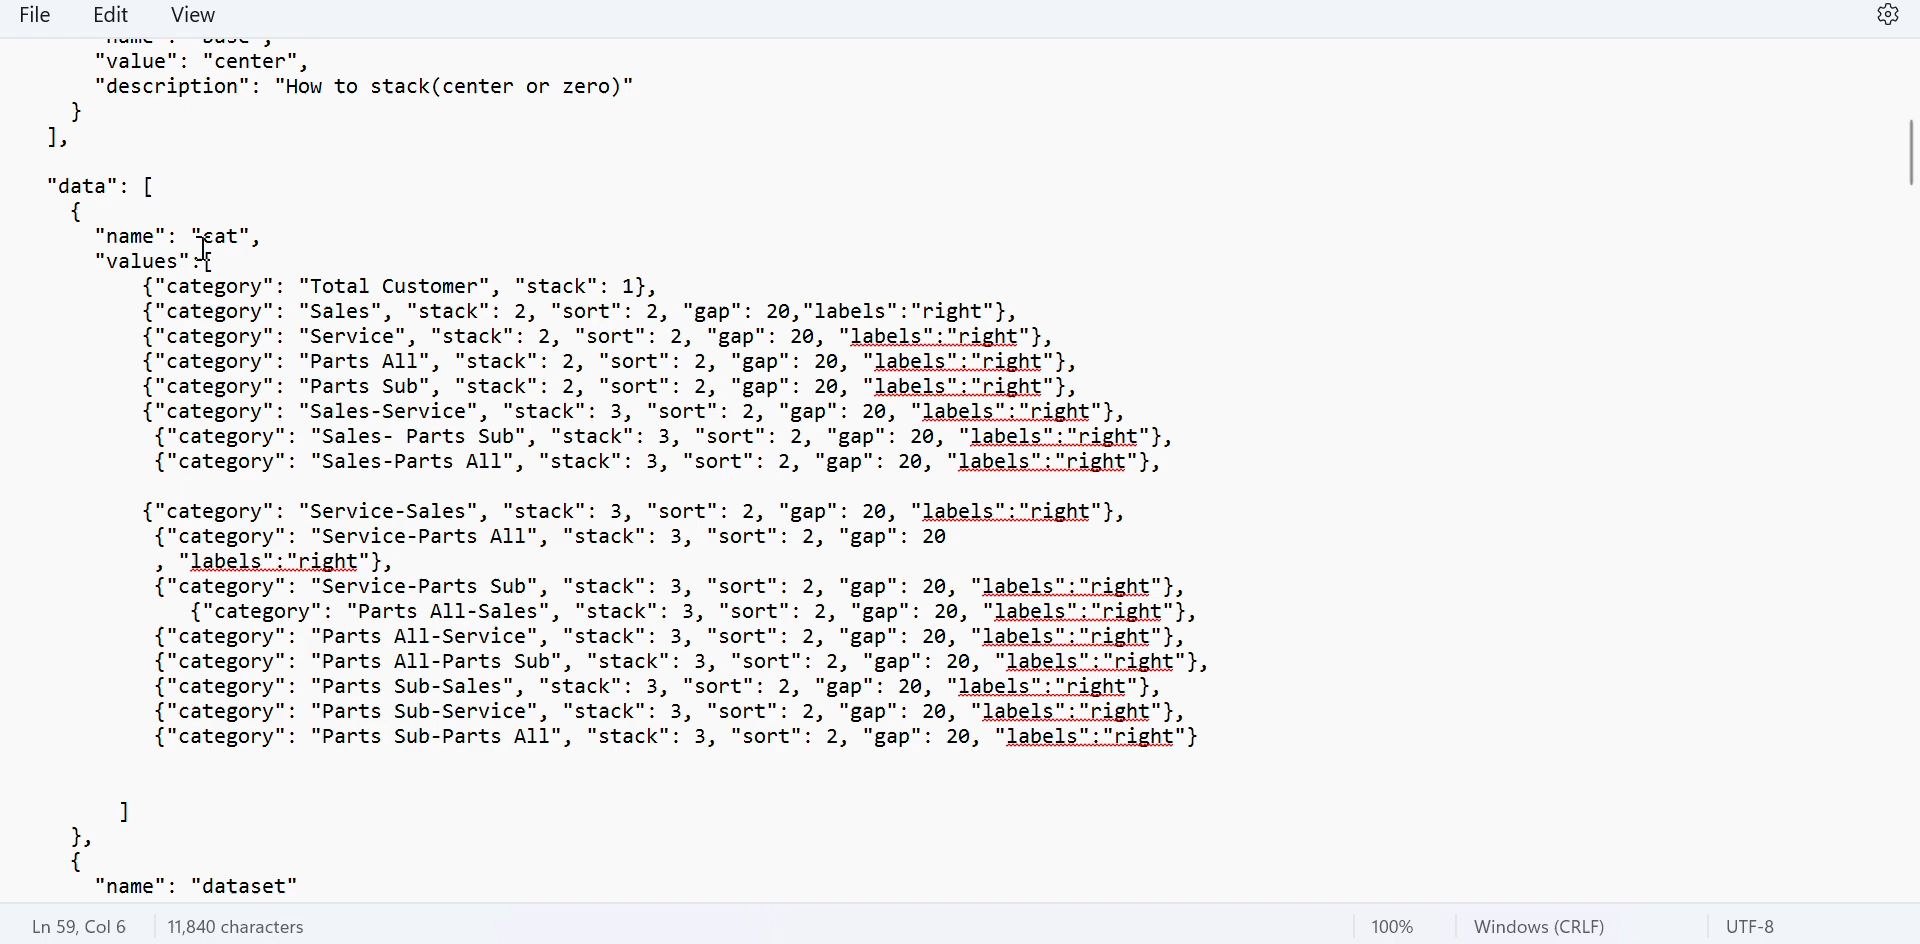 File Edit View
"name": "base",
"value": "center",
"description": "How to stack(center or zero)"
}
],
"data": [
{
"name": "cat",
"values":[
{"category": "Total Customer", "stack": 1},
{"category": "Sales", "stack": 2, "sort": 2, "gap": 20,"labels":"right"},
{"category": "Service", "stack": 2, "sort": 2, "gap": 20, "labels":"right"},
{"category": "Parts All", "stack": 2, "sort": 2, "gap": 20, "labels":"right"},
{"category": "Parts Sub", "stack": 2, "sort": 2, "gap": 20, "labels":"right"},
{"category": "Sales-Service", "stack": 3, "sort": 2, "gap": 20, "labels":"right"},
{"category": "Sales- Parts Sub", "stack": 3, "sort": 2, "gap": 20, "labels":"right"},
{"category": "Sales-Parts All", "stack": 3, "sort": 2, "gap": 20, "labels":"right"},
{"category": "Service-Sales", "stack": 3, "sort": 2, "gap": 20, "labels":"right"},
{"category": "Service-Parts All", "stack": 3, "sort": 2, "gap": 20
, "labels":"right"},
{"category": "Service-Parts Sub", "stack": 3, "sort": 2, "gap": 20, "labels":"right"},
{"category": "Parts All-Sales", "stack": 3, "sort": 2, "gap": 20, "labels":"right"},
{"category": "Parts All-Service", "stack": 3, "sort": 2, "gap": 20, "labels":"right"},
{"category": "Parts All-Parts Sub", "stack": 3, "sort": 2, "gap": 20, "labels":"right"},
{"category": "Parts Sub-Sales", "stack": 3, "sort": 2, "gap": 20, "labels":"right"},
{"category": "Parts Sub-Service", "stack": 3, "sort": 2, "gap": 20, "labels":"right"},
{"category": "Parts Sub-Parts All", "stack": 3, "sort": 2, "gap": 20, "labels":"right"}
]
},
{
"name": "dataset"
Ln 59, Col 6 11,840 characters 100% Windows (CRLF) UTF-8